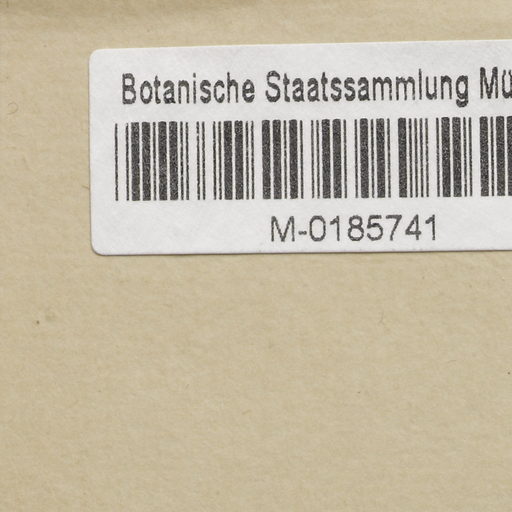 Botanische Staatssammlung Mü
M-0185741